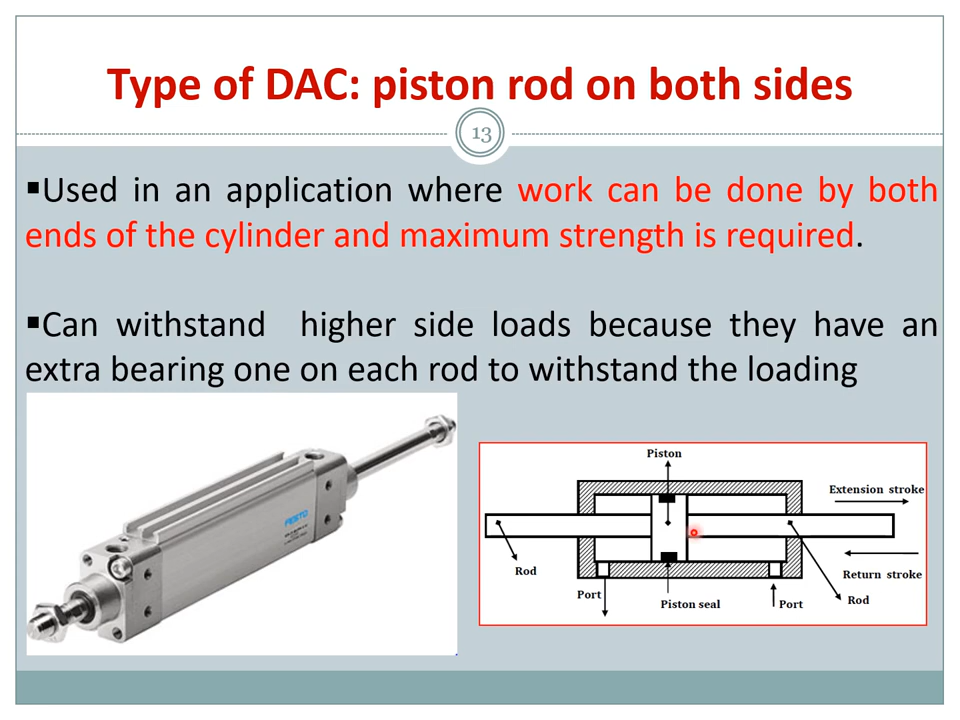 Type of DAC: piston rod on both sides
13
▪Used in an application where work can be done by both
ends of the cylinder and maximum strength is required.
▪Can withstand higher side loads because they have an
extra bearing one on each rod to withstand the loading
FESTO
Piston
Extension stroke
Rod
Return stroke
Port
Piston seal
Port
Rod